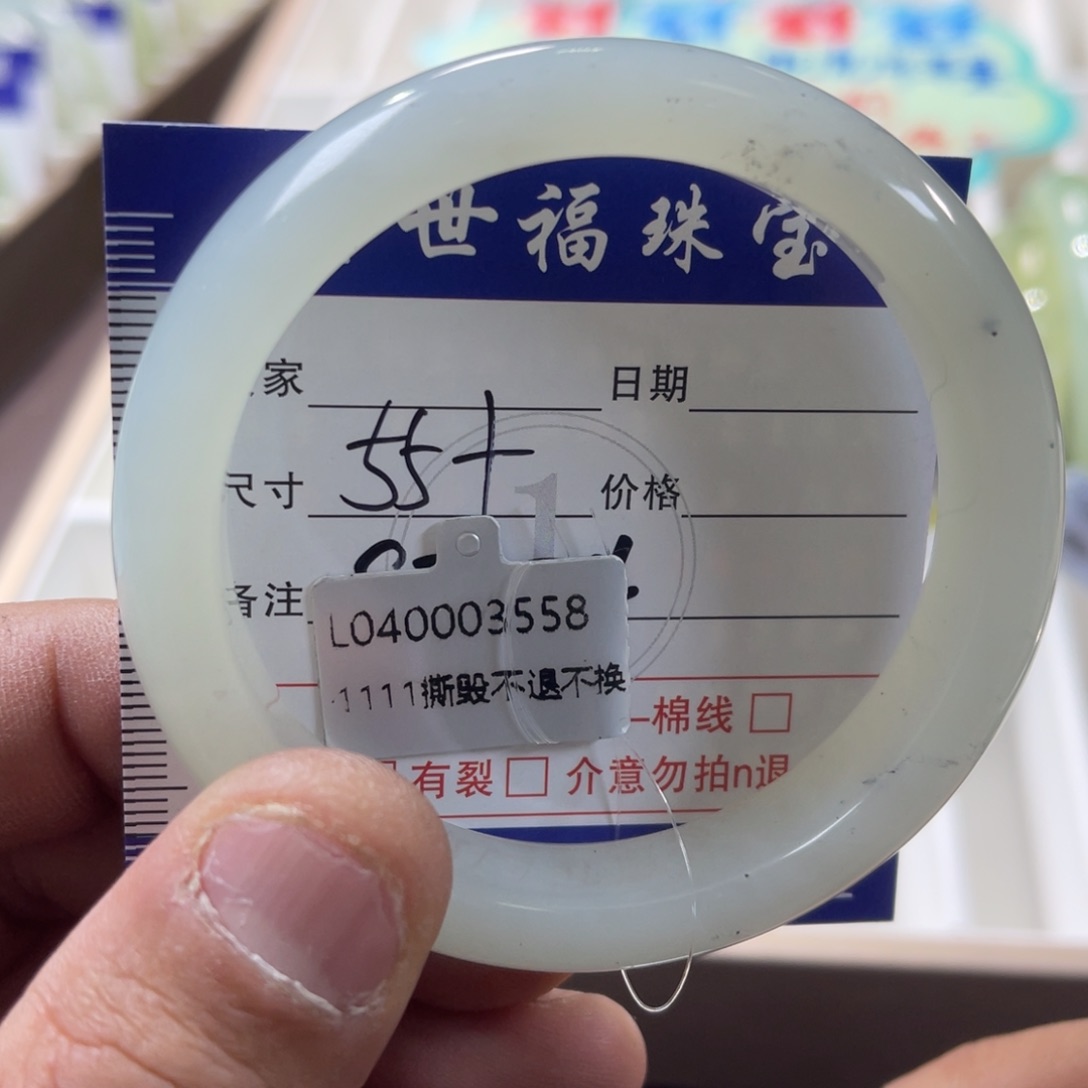 世福珠宝
家 日期
尺寸 55+ 价格
1
备注
L040003558
1111撕毁不退不换
棉线 □
有裂 □ 介意勿拍n退